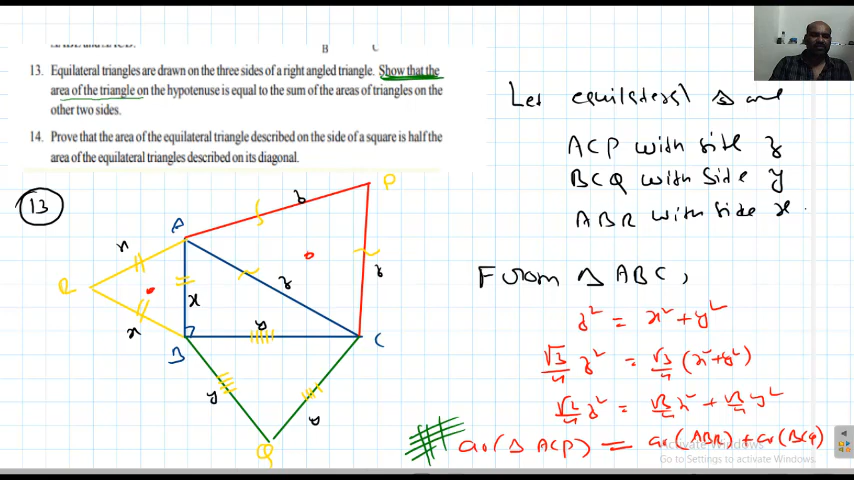 B C
13. Equilateral triangles are drawn on the three sides of a right angled triangle. Show that the
area of the triangle on the hypotenuse is equal to the sum of the areas of triangles on the
other two sides.
14. Prove that the area of the equilateral triangle described on the side of a square is half the
area of the equilateral triangles described on its diagonal.
13
Let equilateral Δs are
ACP with side z
BCQ with Side y
ABR with side x
From Δ ABC,
z² = x² + y²
√3/4 z² = √3/4 (x² + y²)
√3/4 z² = √3/4 x² + √3/4 y²
ar(Δ ACP) = ar(ABR) + ar(BCQ)
P
z
A
x
R
z
z
x
x
y
B
C
y
y
Q
Activate Windows
Go to Settings to activate Windows.